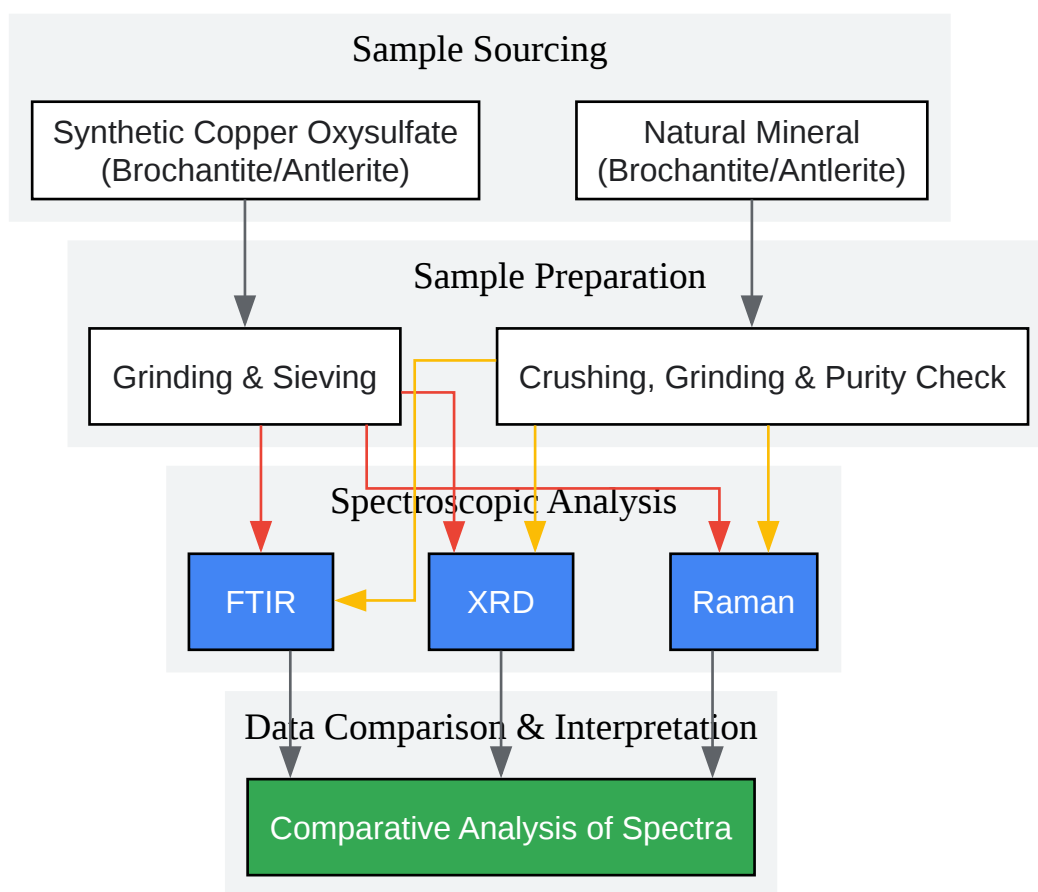 Sample Sourcing
Synthetic Copper Oxysulfate
(Brochantite/Antlerite)
Natural Mineral
(Brochantite/Antlerite)
Sample Preparation
Grinding & Sieving
Crushing, Grinding & Purity Check
Spectroscopic Analysis
FTIR
XRD
Raman
Data Comparison & Interpretation
Comparative Analysis of Spectra